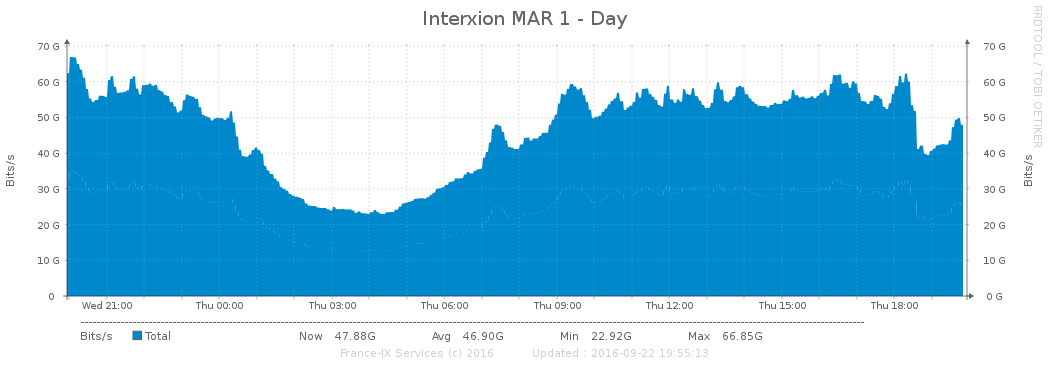 Interxion MAR 1 - Day
RRDTOOL / TOBI OETIKER
70 G 70 G
60 G 60 G
50 G 50 G
40 G 40 G
30 G 30 G
20 G 20 G
10 G 10 G
0 0 G
Bits/s
Bits/s
Wed 21:00 Thu 00:00 Thu 03:00 Thu 06:00 Thu 09:00 Thu 12:00 Thu 15:00 Thu 18:00
Bits/s Total Now 47.88G Avg 46.90G Min 22.92G Max 66.85G
France-IX Services (c) 2016 Updated : 2016-09-22 19:55:13